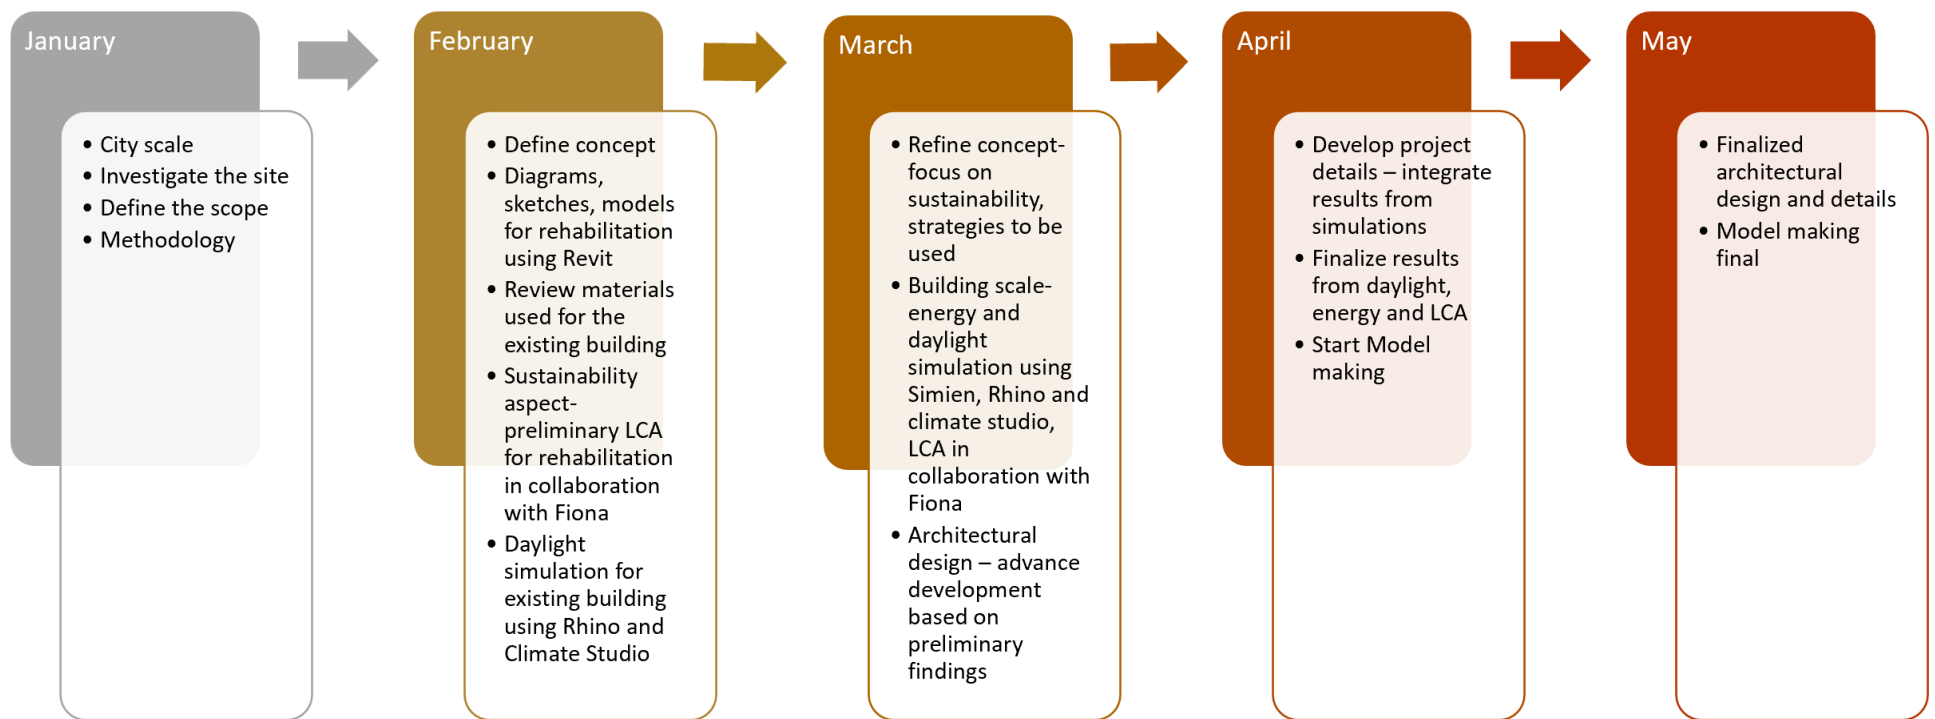 January
• City scale
• Investigate the site
• Define the scope
• Methodology
February
• Define concept
• Diagrams,
sketches, models
for rehabilitation
using Revit
• Review materials
used for the
existing building
• Sustainability
aspect-
preliminary LCA
for rehabilitation
in collaboration
with Fiona
• Daylight
simulation for
existing building
using Rhino and
Climate Studio
March
• Refine concept-
focus on
sustainability,
strategies to be
used
• Building scale-
energy and
daylight
simulation using
Simien, Rhino and
climate studio,
LCA in
collaboration with
Fiona
• Architectural
design – advance
development
based on
preliminary
findings
April
• Develop project
details – integrate
results from
simulations
• Finalize results
from daylight,
energy and LCA
• Start Model
making
May
• Finalized
architectural
design and details
• Model making
final